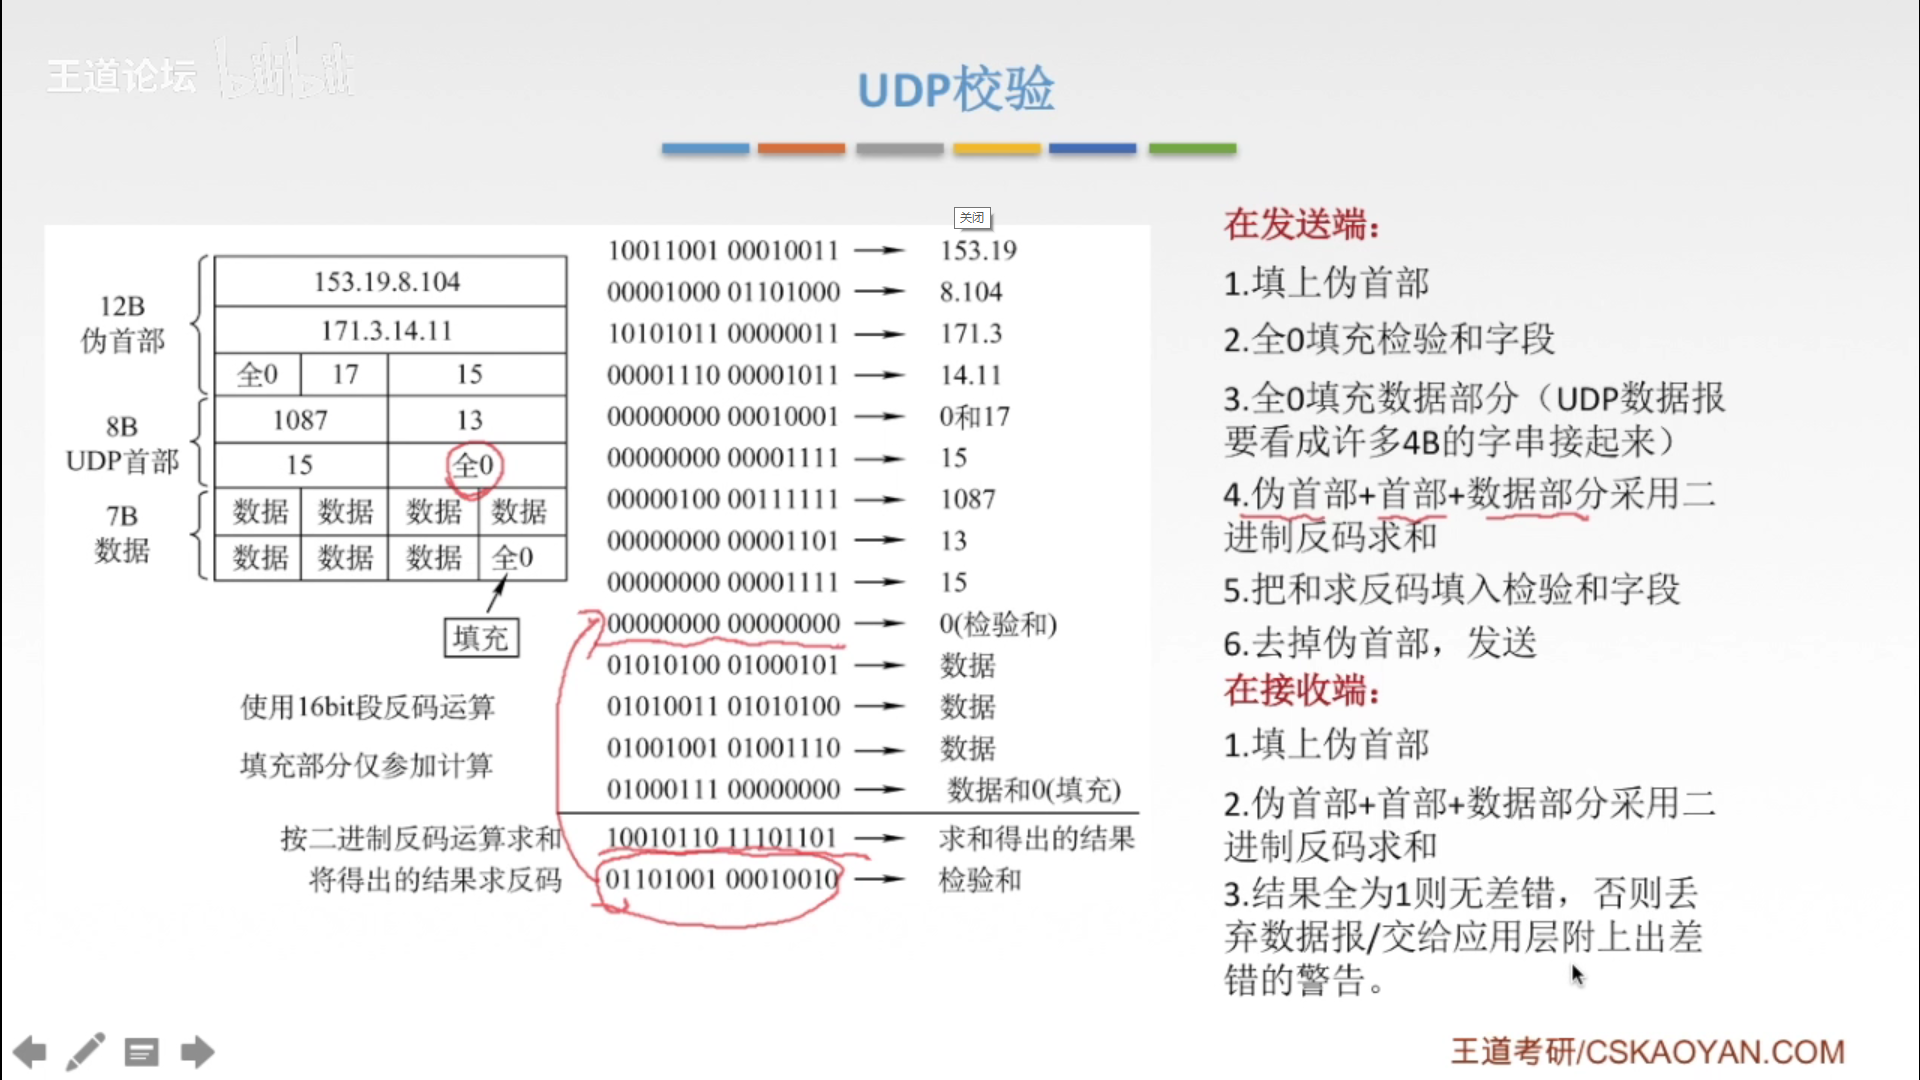 王道论坛 bilibili
UDP校验
关闭
12B
伪首部
153.19.8.104
171.3.14.11
全0 17 15
8B
UDP首部
1087 13
15 全0
7B
数据
数据 数据 数据 数据
数据 数据 数据 全0
填充
使用16bit段反码运算
填充部分仅参加计算
10011001 00010011 → 153.19
00001000 01101000 → 8.104
10101011 00000011 → 171.3
00001110 00001011 → 14.11
00000000 00010001 → 0和17
00000000 00001111 → 15
00000100 00111111 → 1087
00000000 00001101 → 13
00000000 00001111 → 15
00000000 00000000 → 0(检验和)
01010100 01000101 → 数据
01010011 01010100 → 数据
01001001 01001110 → 数据
01000111 00000000 → 数据和0(填充)
按二进制反码运算求和 10010110 11101101 → 求和得出的结果
将得出的结果求反码 01101001 00010010 → 检验和
在发送端：
1.填上伪首部
2.全0填充检验和字段
3.全0填充数据部分（UDP数据报
要看成许多4B的字串接起来）
4.伪首部+首部+数据部分采用二
进制反码求和
5.把和求反码填入检验和字段
6.去掉伪首部，发送
在接收端：
1.填上伪首部
2.伪首部+首部+数据部分采用二
进制反码求和
3.结果全为1则无差错，否则丢
弃数据报/交给应用层附上出差
错的警告。
王道考研/CSKAOYAN.COM